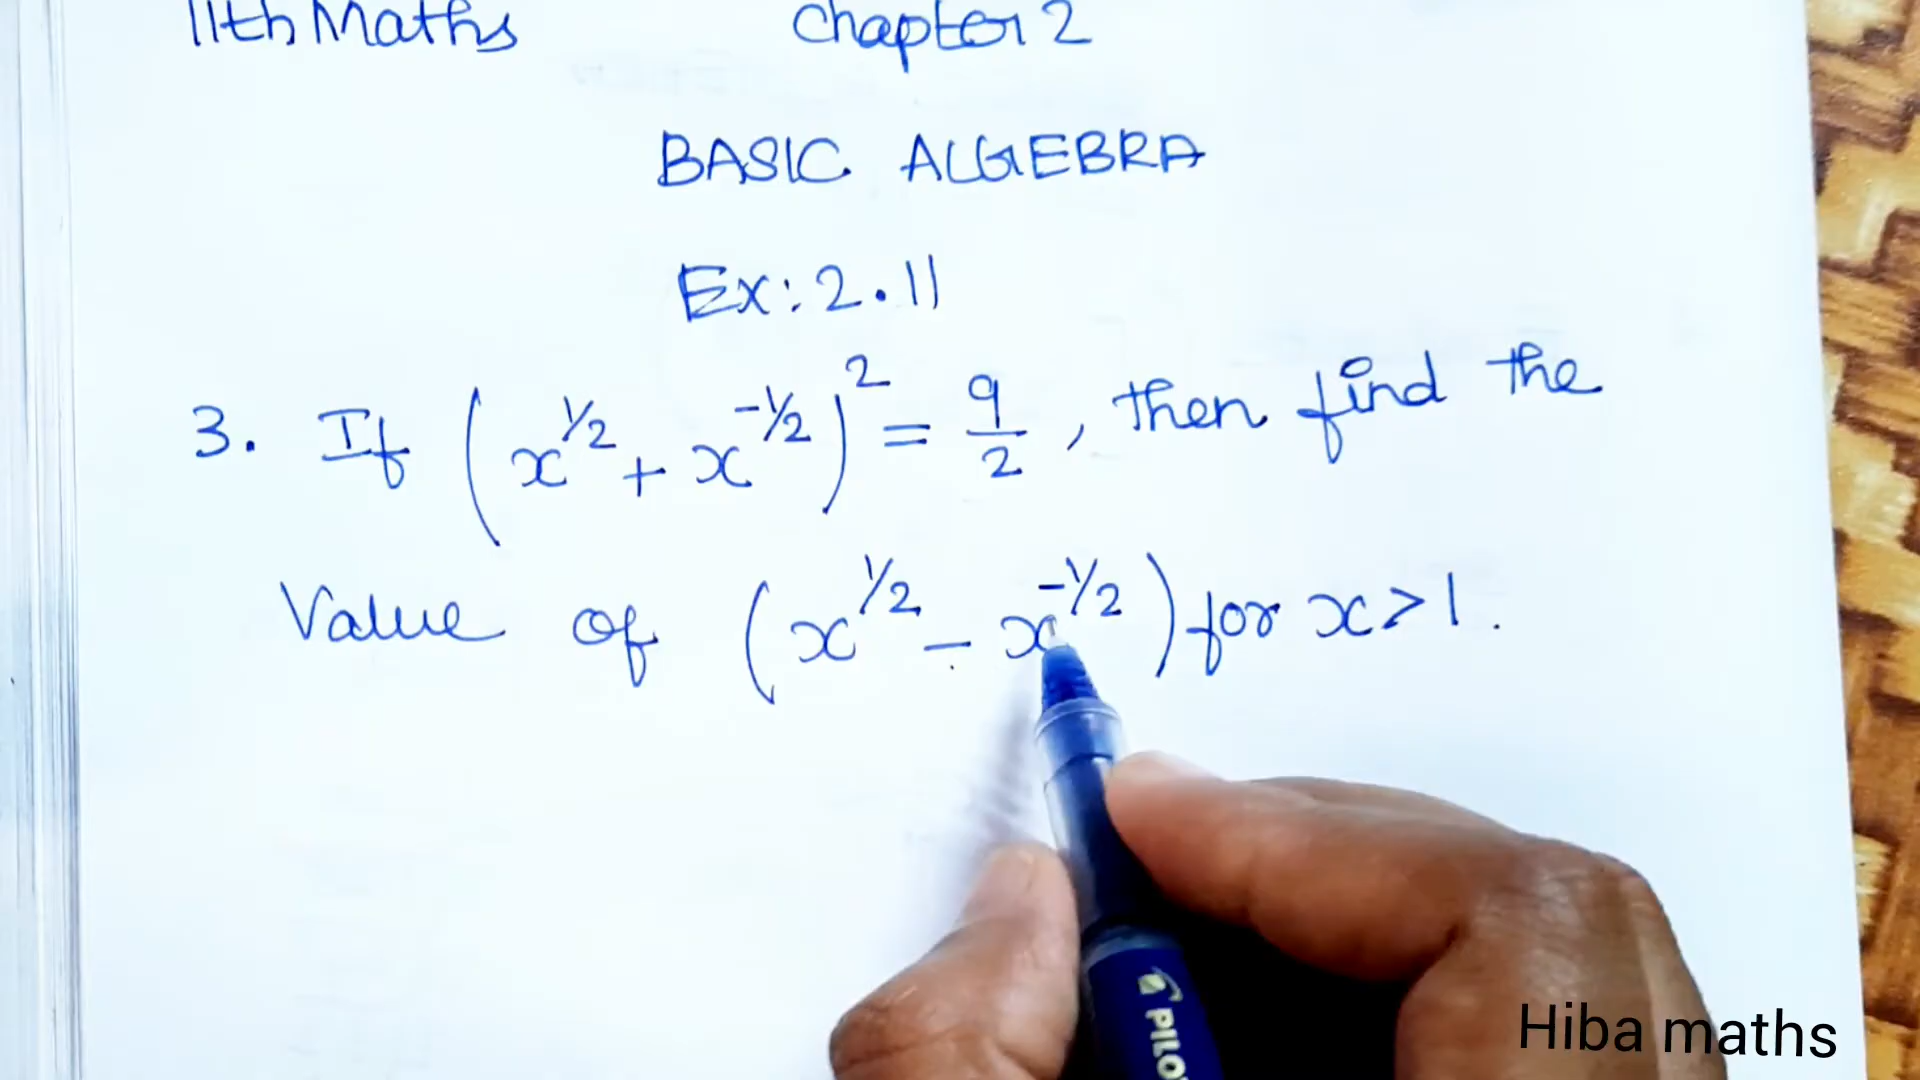 11th Maths Chapter 2
BASIC ALGEBRA
Ex: 2.11
3. If (x^1/2 + x^-1/2)^2 = 9/2, then find the
Value of (x^1/2 - x^-1/2) for x > 1.
PILO
Hiba maths